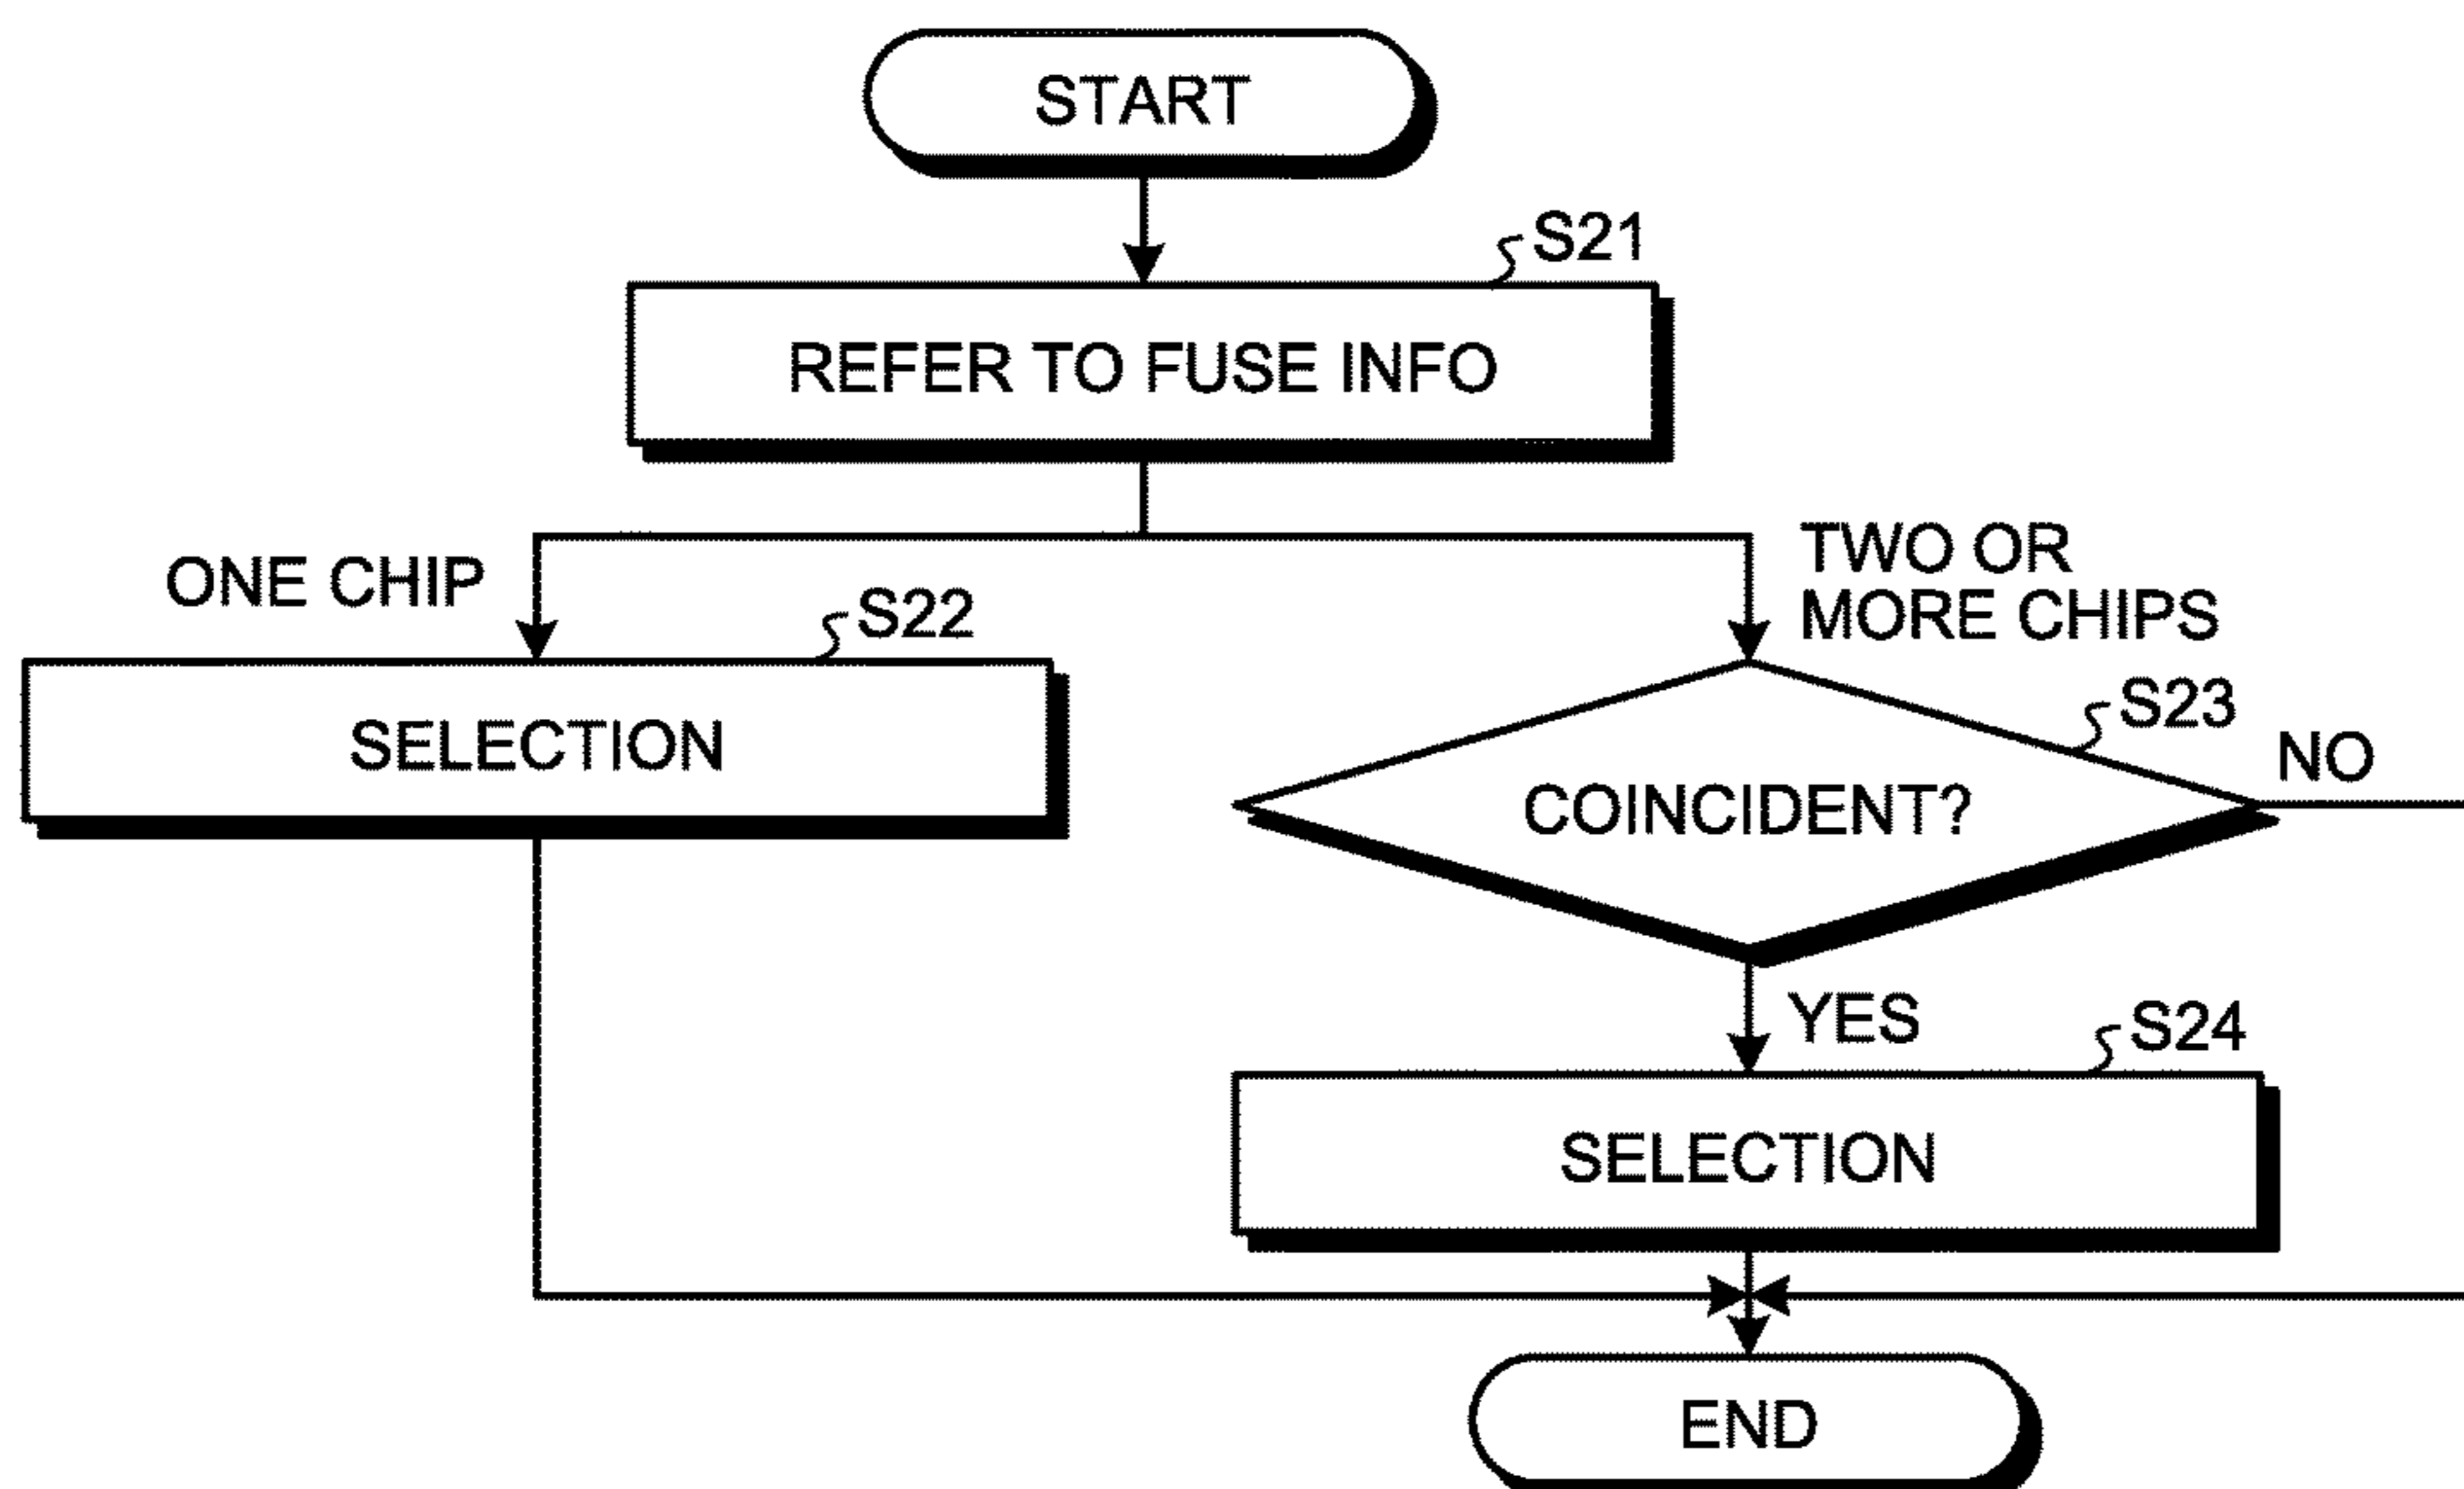 START
S21
REFER TO FUSE INFO
ONE CHIP
TWO OR
MORE CHIPS
S22
SELECTION
S23
NO
COINCIDENT?
YES
S24
SELECTION
END